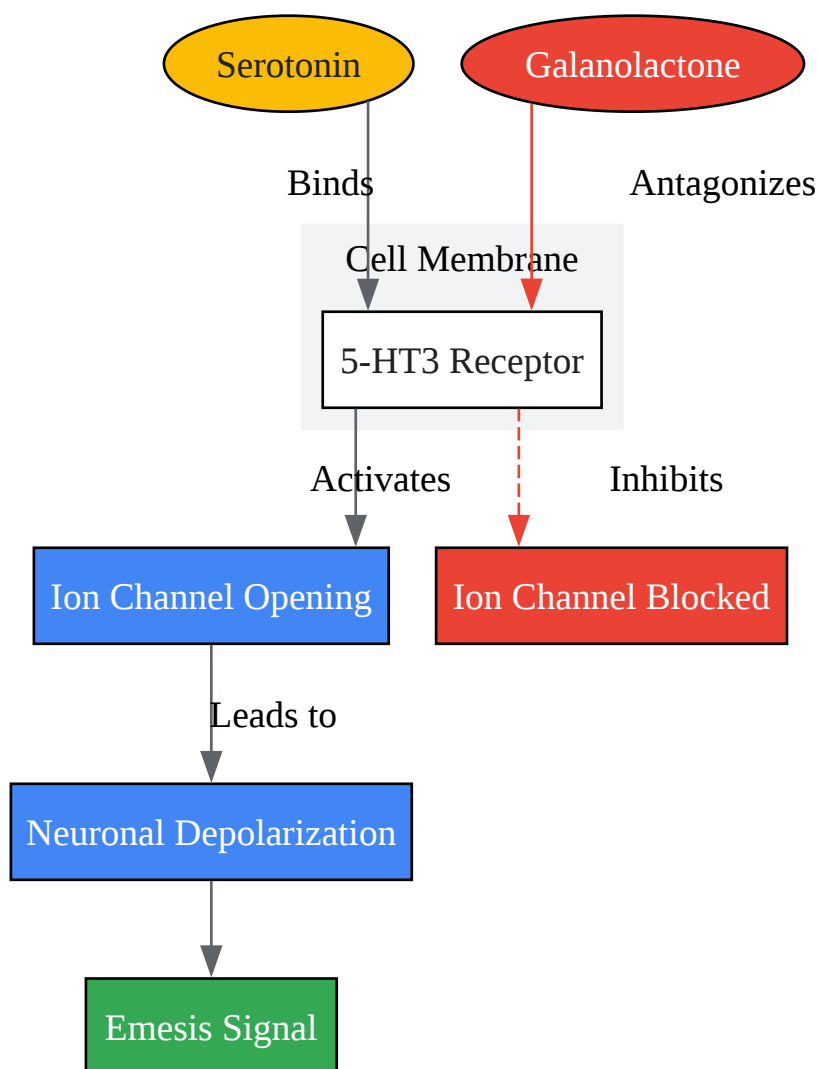 Serotonin
Galanolactone
Binds
Antagonizes
Cell Membrane
5-HT3 Receptor
Activates
Inhibits
Ion Channel Opening
Ion Channel Blocked
Leads to
Neuronal Depolarization
Emesis Signal